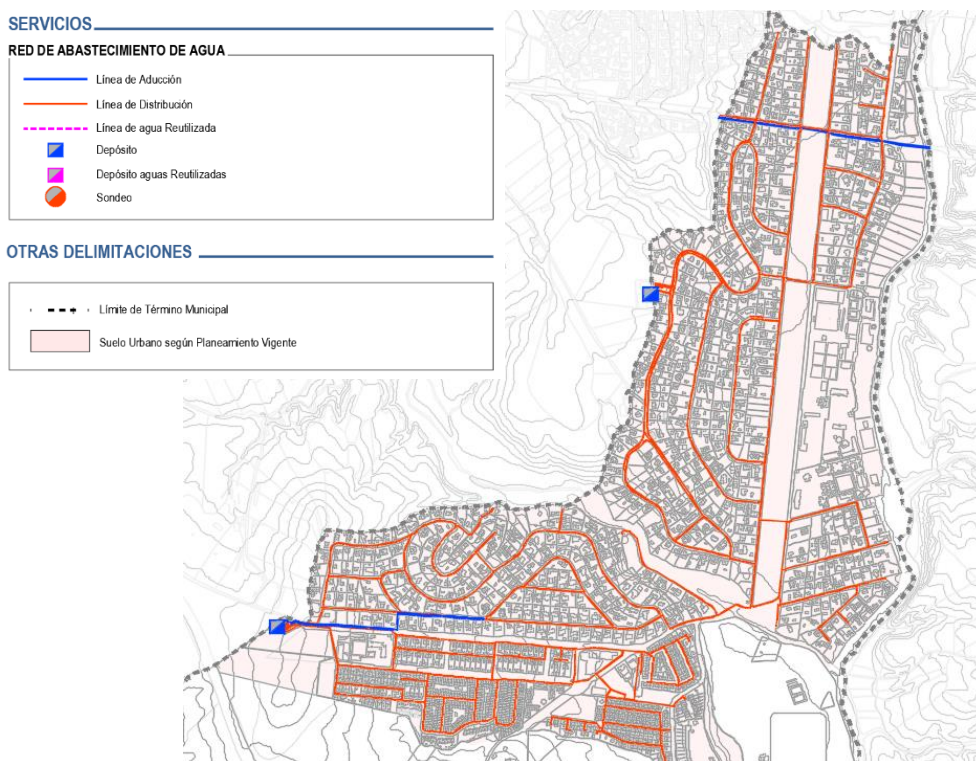 SERVICIOS
RED DE ABASTECIMIENTO DE AGUA
Línea de Aducción
Línea de Distribución
Línea de agua Reutilizada
Depósito
Depósito aguas Reutilizadas
Sondeo
OTRAS DELIMITACIONES
Límite de Término Municipal
Suelo Urbano según Planeamiento Vigente